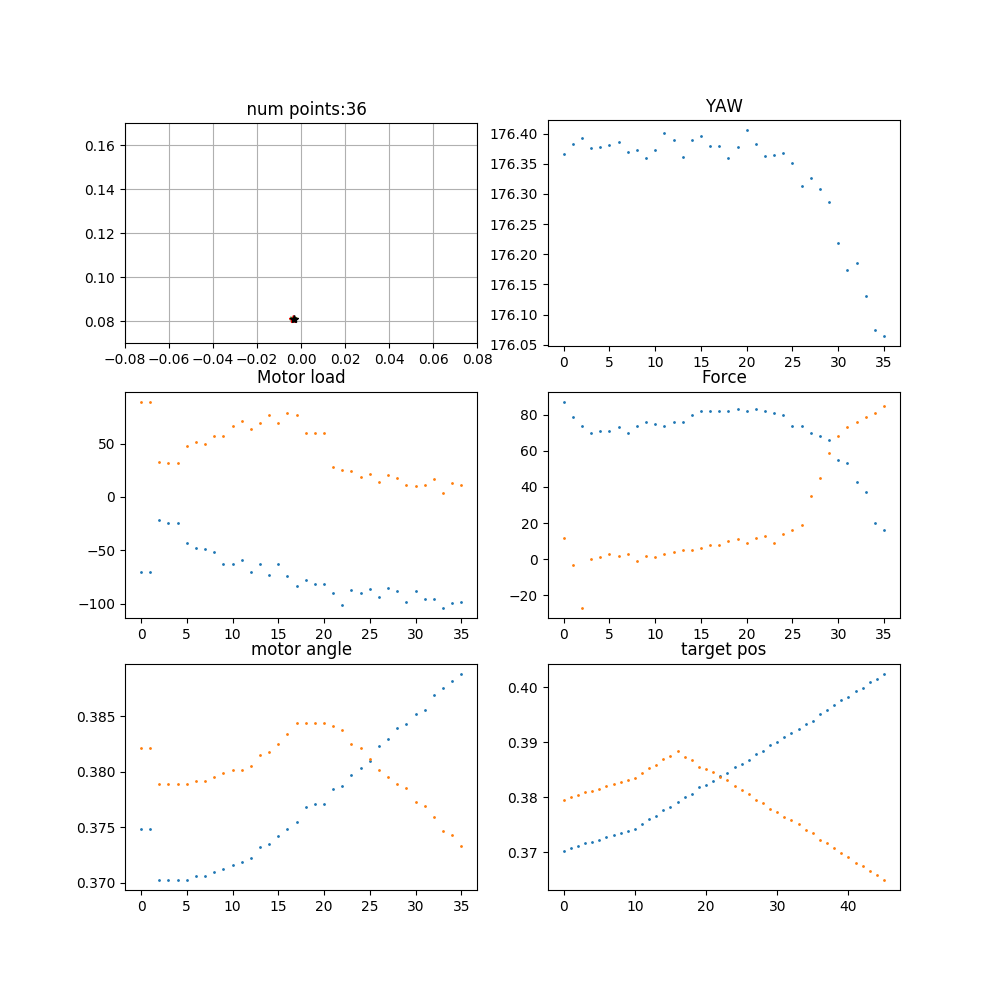 num points:36
0.16
0.14
0.12
0.10
0.08
−0.08 −0.06 −0.04 −0.02 0.00 0.02 0.04 0.06 0.08
YAW
176.40
176.35
176.30
176.25
176.20
176.15
176.10
176.05
0 5 10 15 20 25 30 35
Motor load
50
0
−50
−100
0 5 10 15 20 25 30 35
Force
80
60
40
20
0
−20
0 5 10 15 20 25 30 35
motor angle
0.385
0.380
0.375
0.370
0 5 10 15 20 25 30 35
target pos
0.40
0.39
0.38
0.37
0 10 20 30 40